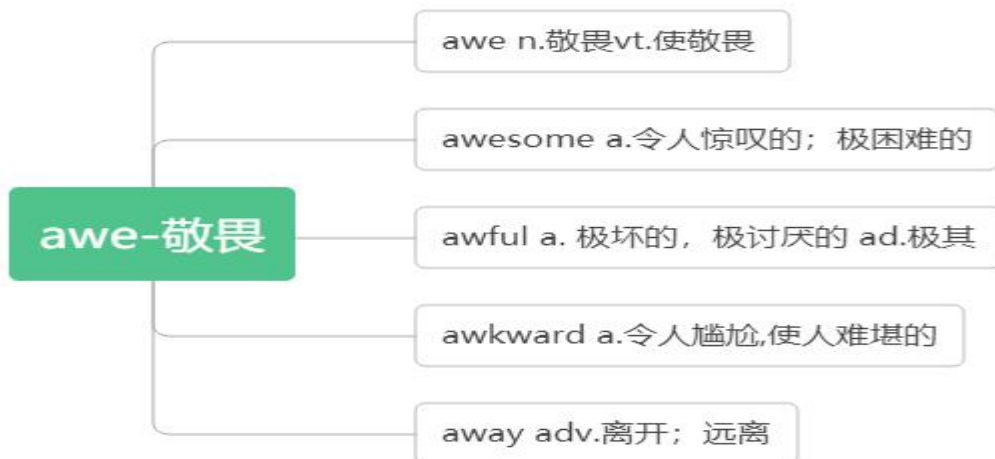 awe n.敬畏vt.使敬畏
awesome a.令人惊叹的；极困难的
awe-敬畏
awful a. 极坏的，极讨厌的 ad.极其
awkward a.令人尴尬,使人难堪的
away adv.离开；远离